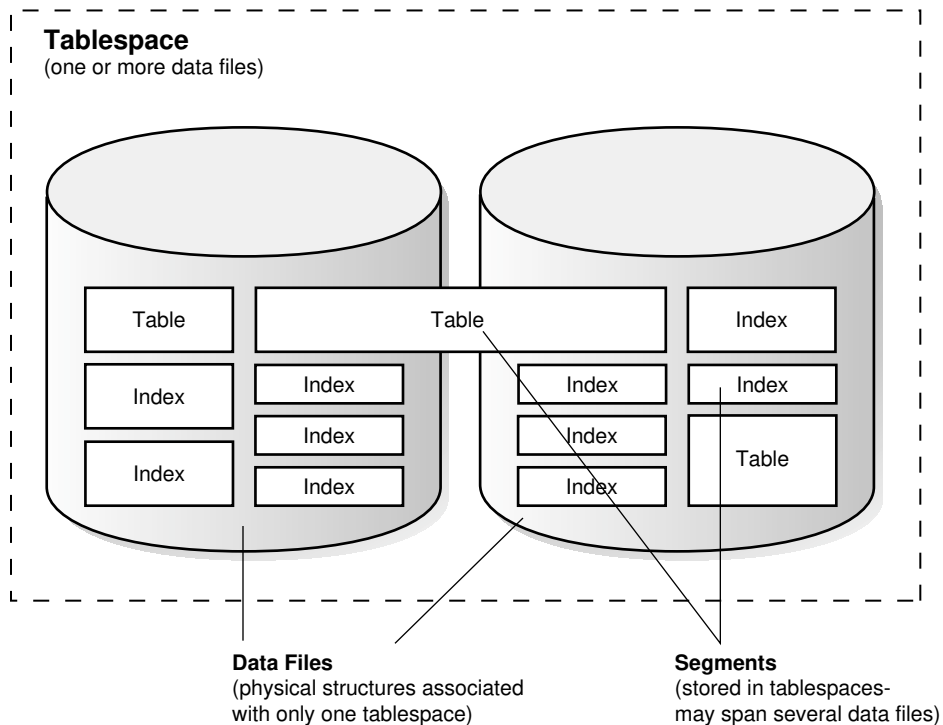 Tablespace
(one or more data files)
Table
Table
Index
Index
Index
Index
Index
Index
Index
Index
Table
Index
Index
Index
Data Files
(physical structures associated
with only one tablespace)
Segments
(stored in tablespaces-
may span several data files)